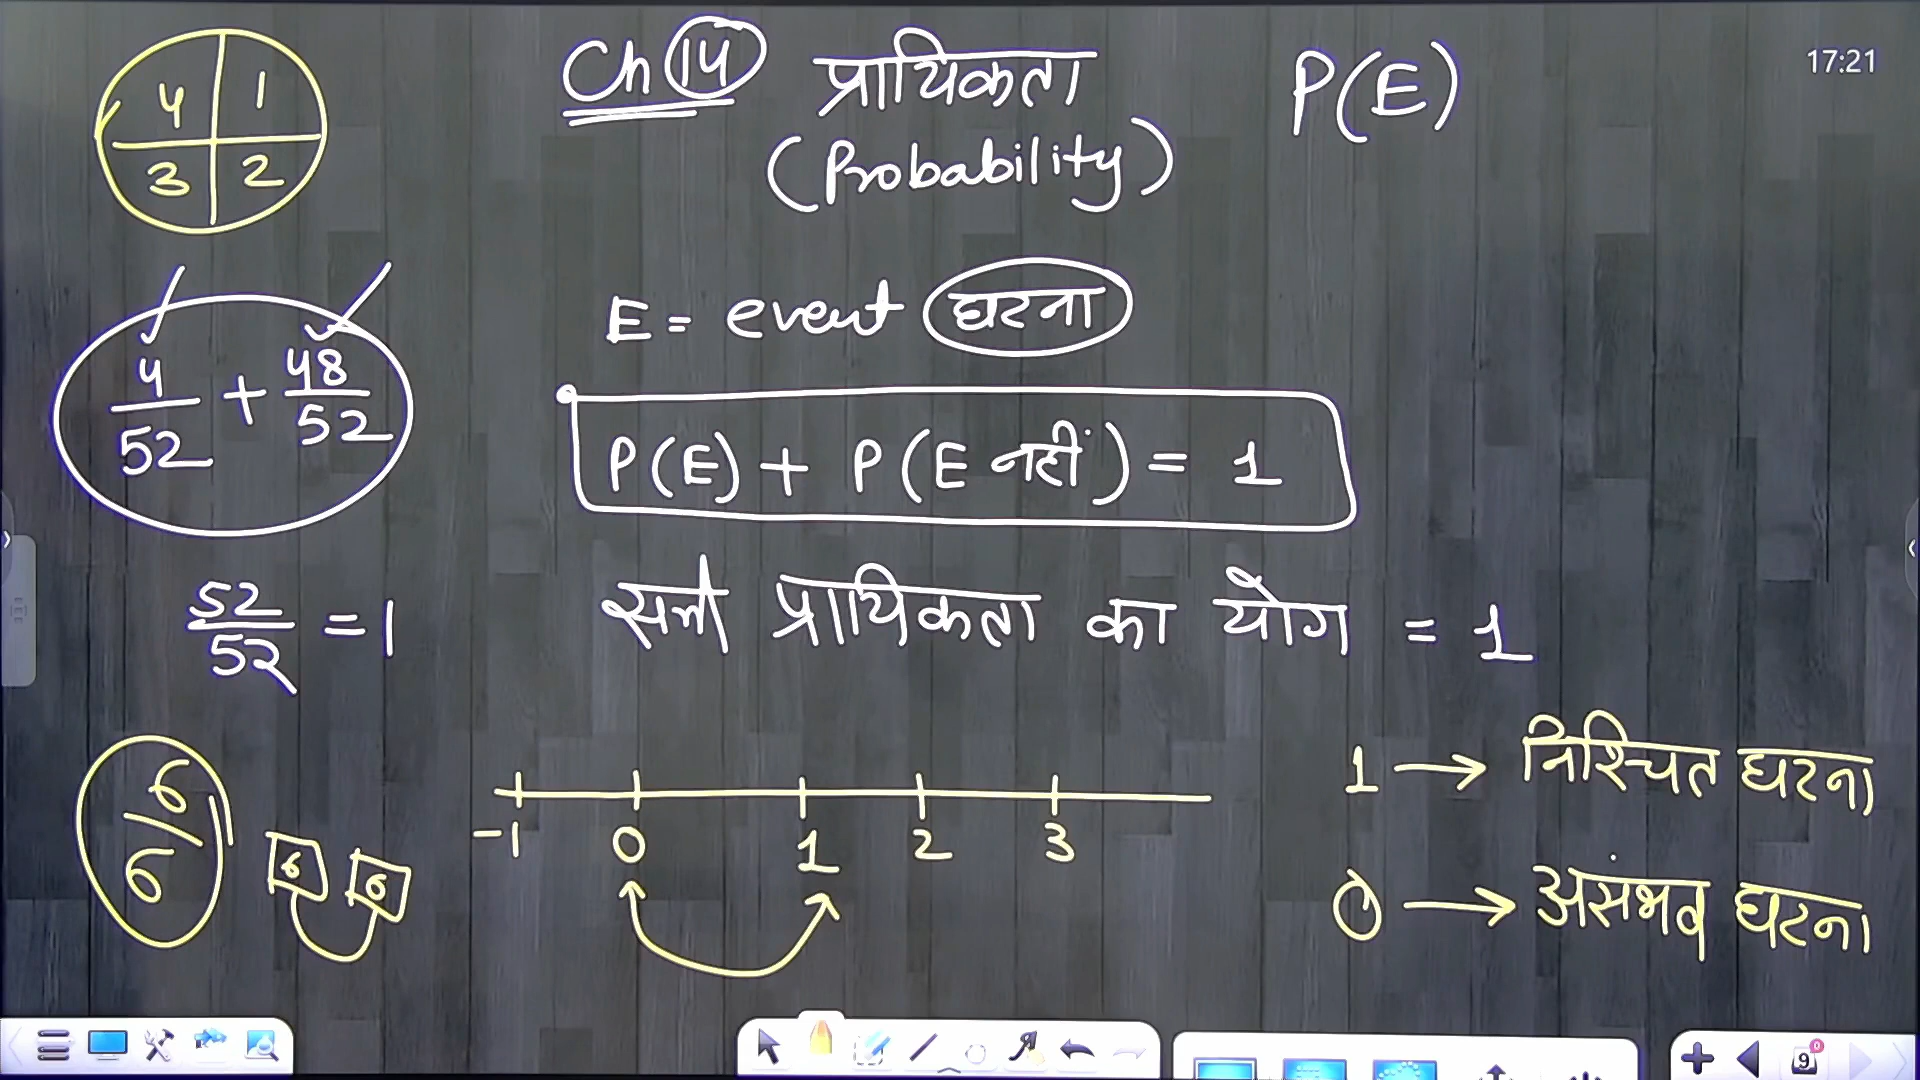 Ch 14 प्रायिकता P(E)
(Probability)
17:21
4 1
3 2
E = event घटना
4/52 + 48/52
P(E) + P(E नहीं) = 1
52/52 = 1
प्रायिकता का योग = 1
6/6
6 6
-1 0 1 2 3
1 → निश्चित घटना
0 → असंभव घटना
9